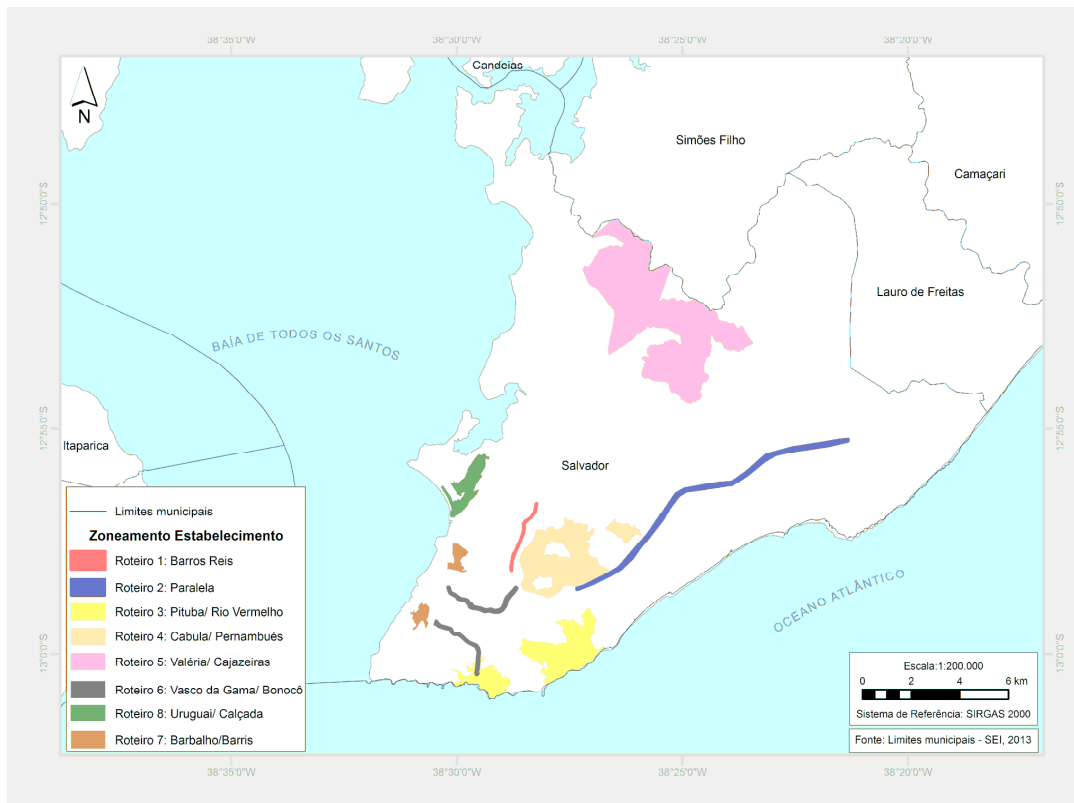 38°35'0"W
38°30'0"W
38°25'0"W
38°20'0"W
Candeias
N
Simões Filho
Camaçari
12°50'0"S
12°50'0"S
Lauro de Freitas
BAÍA DE TODOS OS SANTOS
12°55'0"S
12°55'0"S
Itaparica
Salvador
Limites municipais
Zoneamento Estabelecimento
Roteiro 1: Barros Reis
Roteiro 2: Paralela
Roteiro 3: Pituba/ Rio Vermelho
Roteiro 4: Cabula/ Pernambués
Roteiro 5: Valéria/ Cajazeiras
Roteiro 6: Vasco da Gama/ Bonocô
Roteiro 8: Uruguai/ Calçada
Roteiro 7: Barbalho/Barris
OCEANO ATLÂNTICO
13°0'0"S
13°0'0"S
Escala:1:200.000
0 2 4 6 km
Sistema de Referência: SIRGAS 2000
Fonte: Limites municipais - SEI, 2013
38°35'0"W
38°30'0"W
38°25'0"W
38°20'0"W